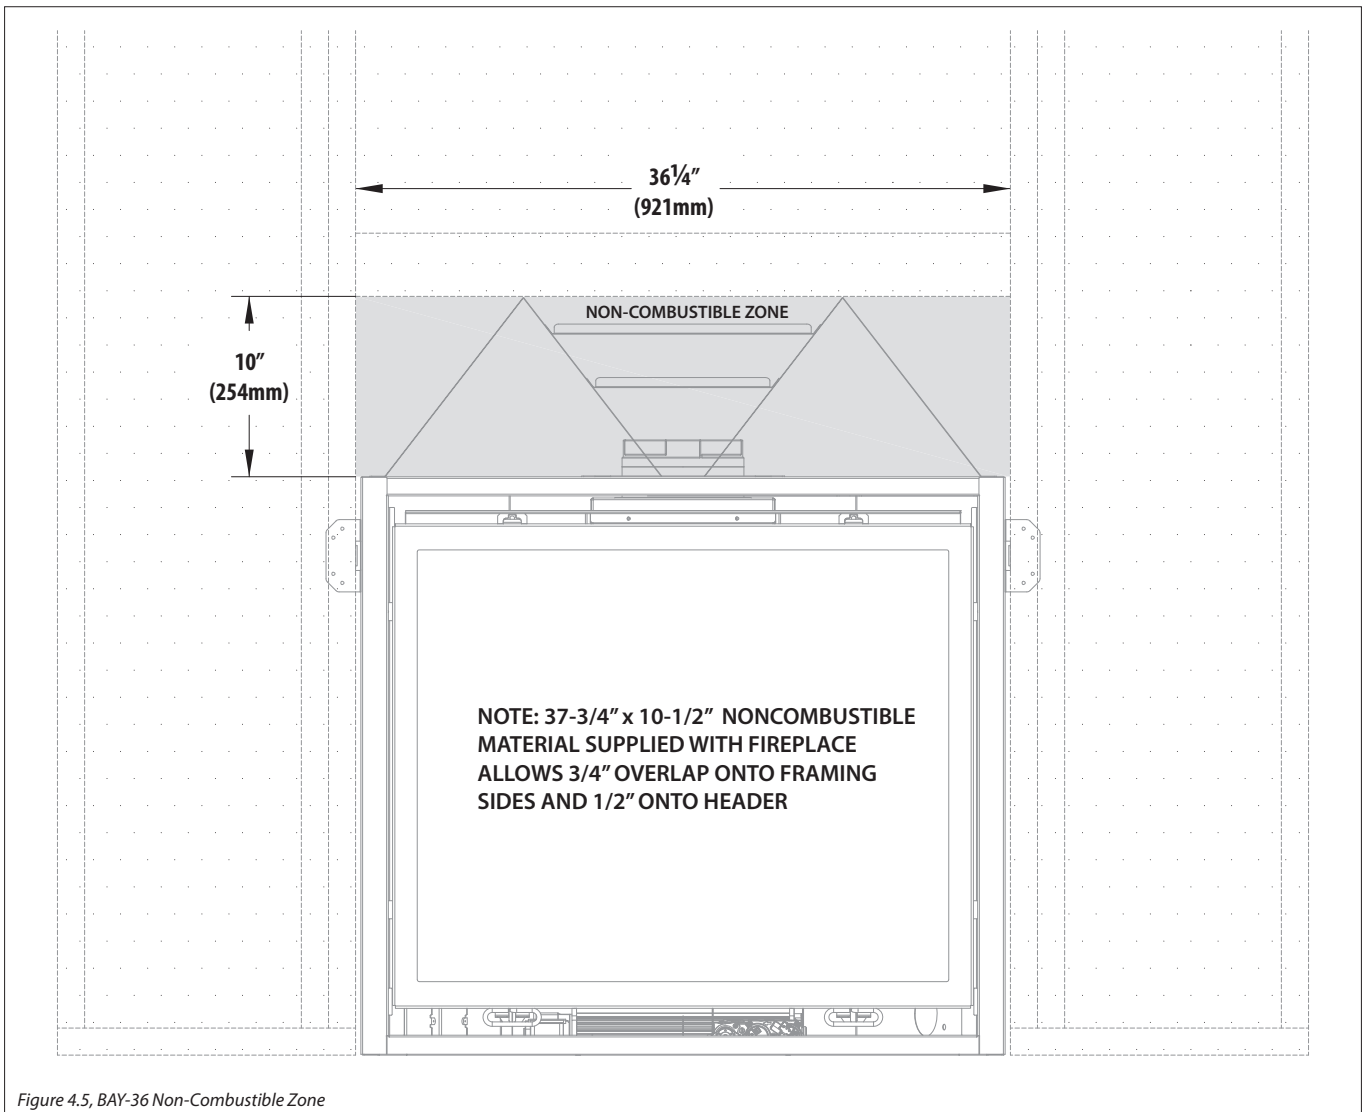 36¼”
(921mm)
NON-COMBUSTIBLE ZONE
10”
(254mm)
NOTE: 37-3/4” x 10-1/2” NONCOMBUSTIBLE
MATERIAL SUPPLIED WITH FIREPLACE
ALLOWS 3/4” OVERLAP ONTO FRAMING
SIDES AND 1/2” ONTO HEADER
Figure 4.5, BAY-36 Non-Combustible Zone